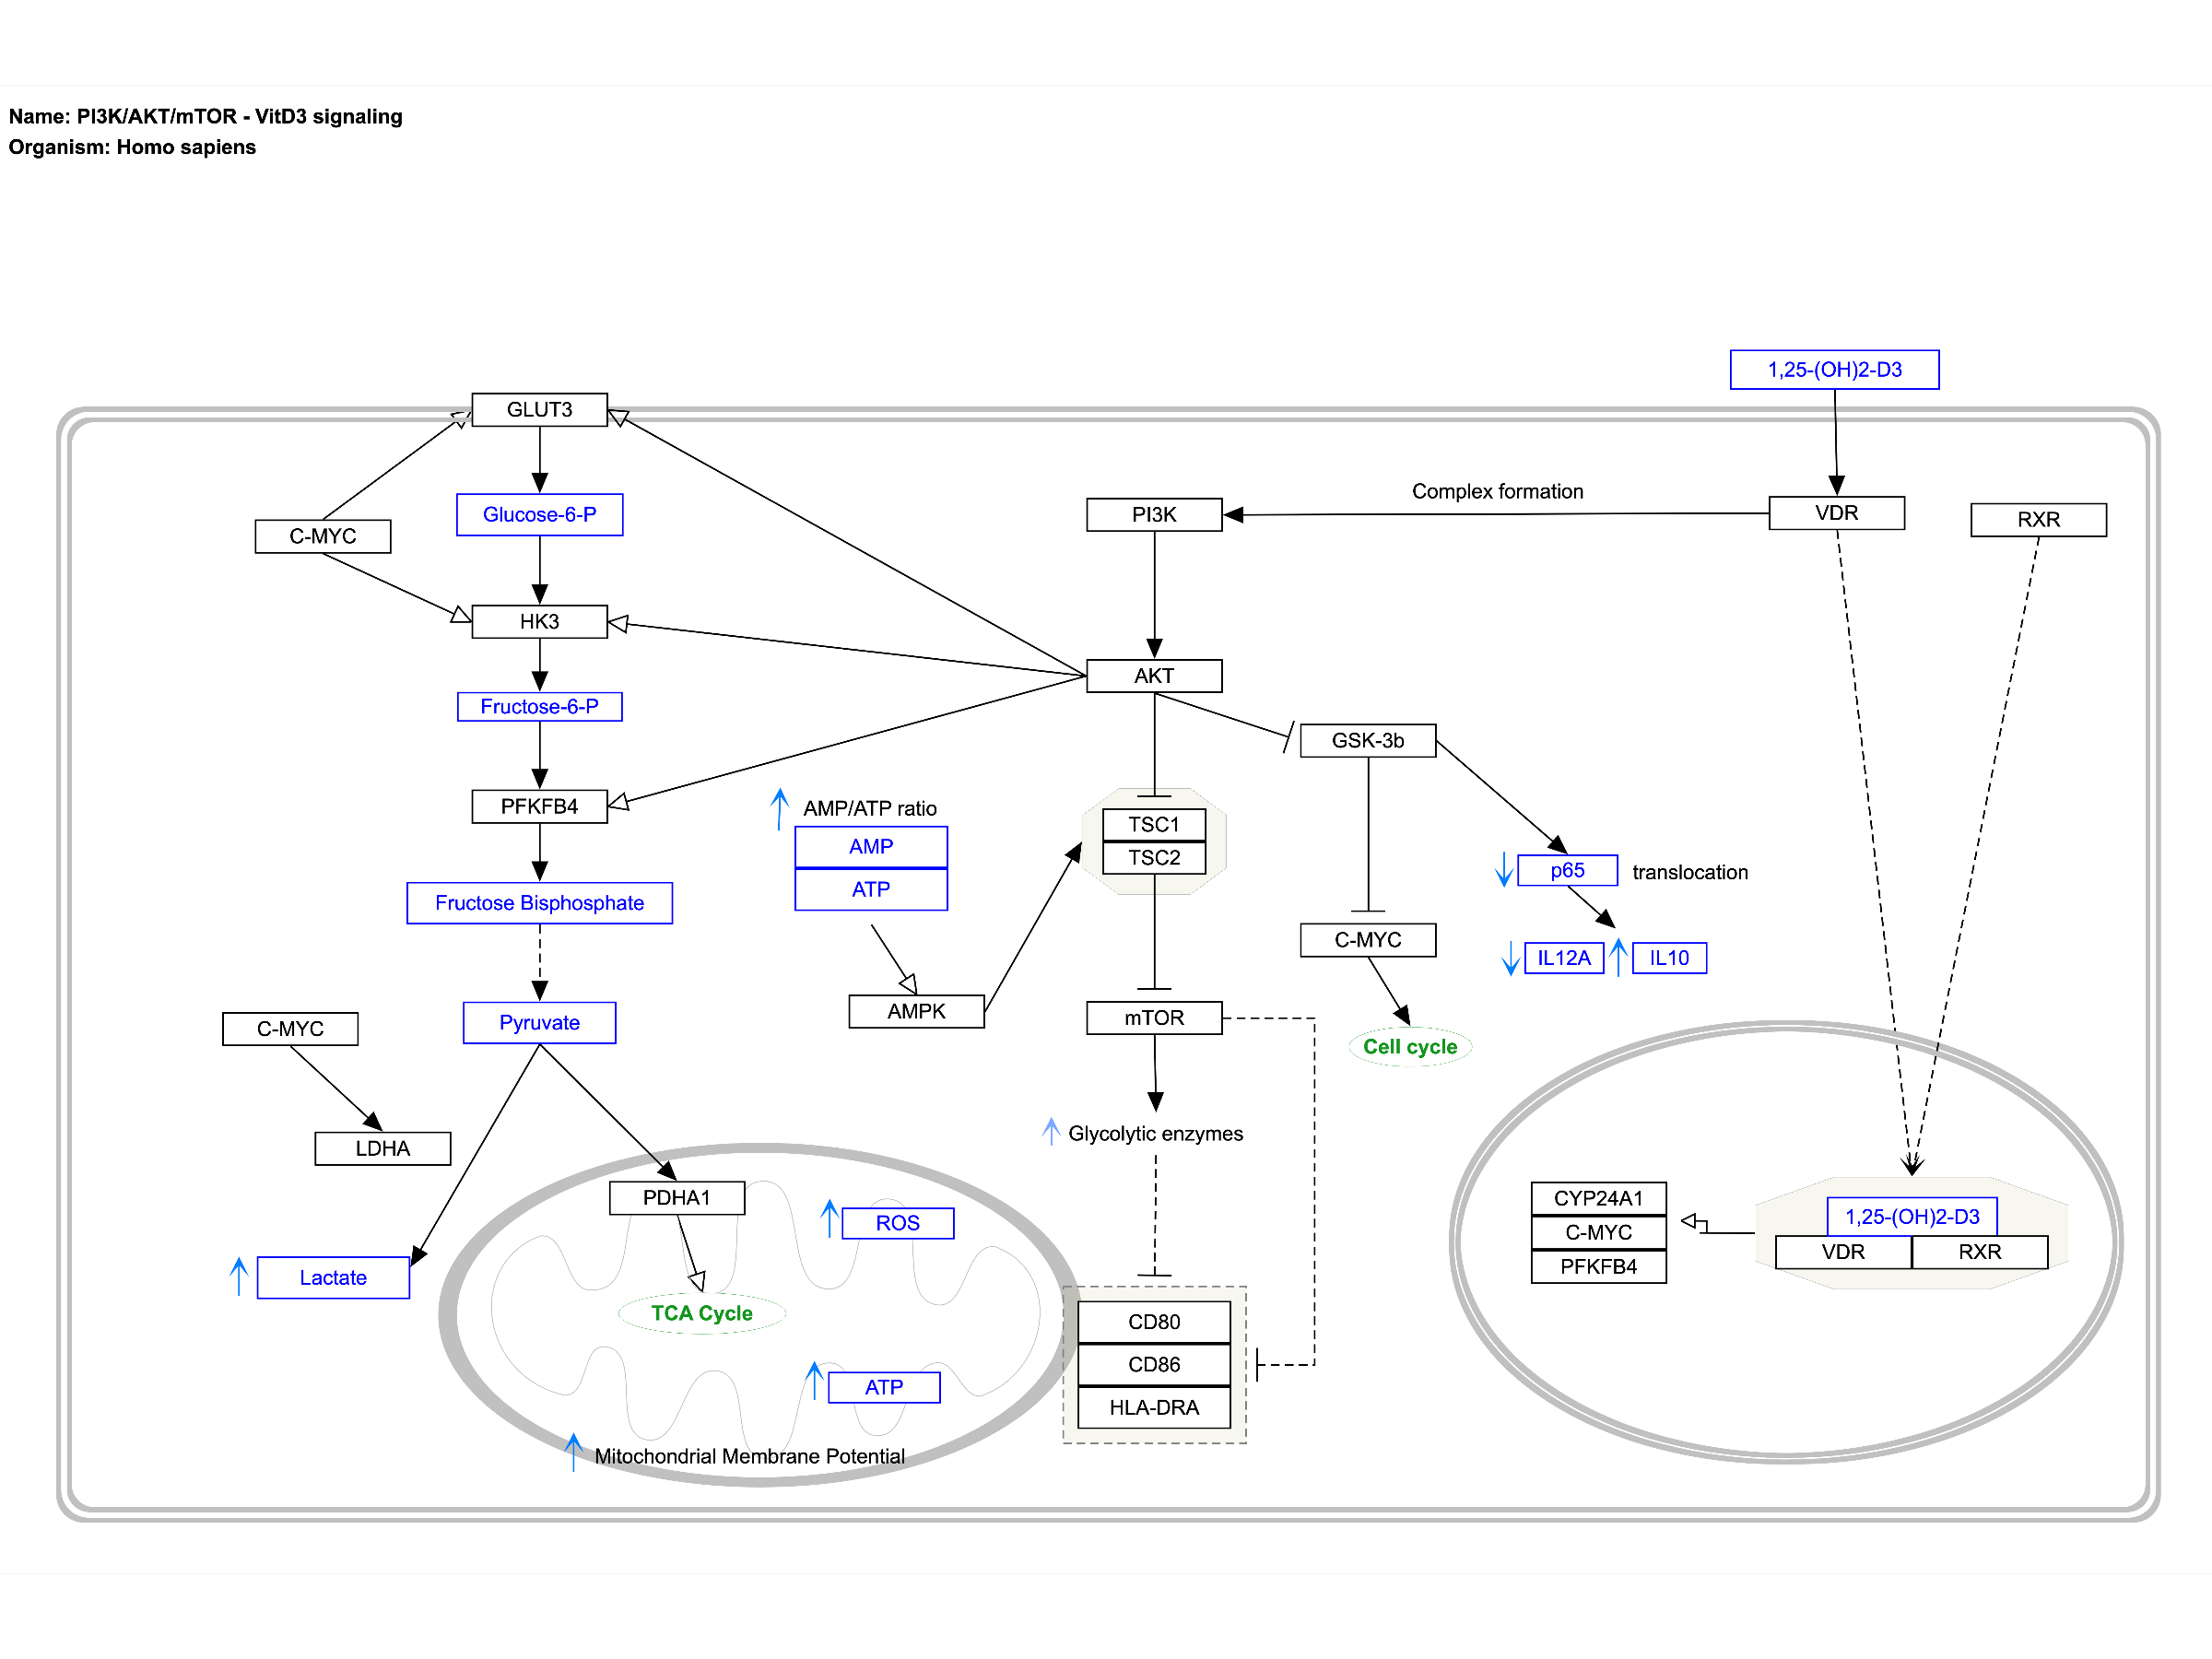 Name: PI3K/AKT/mTOR - VitD3 signaling
Organism: Homo sapiens
1,25-(OH)2-D3
GLUT3
Complex formation
Glucose-6-P
PI3K
VDR
RXR
C-MYC
HK3
AKT
Fructose-6-P
GSK-3b
PFKFB4
AMP/ATP ratio
AMP
ATP
TSC1
TSC2
p65
translocation
Fructose Bisphosphate
C-MYC
IL12A
IL10
AMPK
mTOR
Pyruvate
C-MYC
Cell cycle
Glycolytic enzymes
LDHA
PDHA1
ROS
CYP24A1
C-MYC
PFKFB4
1,25-(OH)2-D3
VDR
RXR
Lactate
TCA Cycle
CD80
CD86
HLA-DRA
ATP
Mitochondrial Membrane Potential